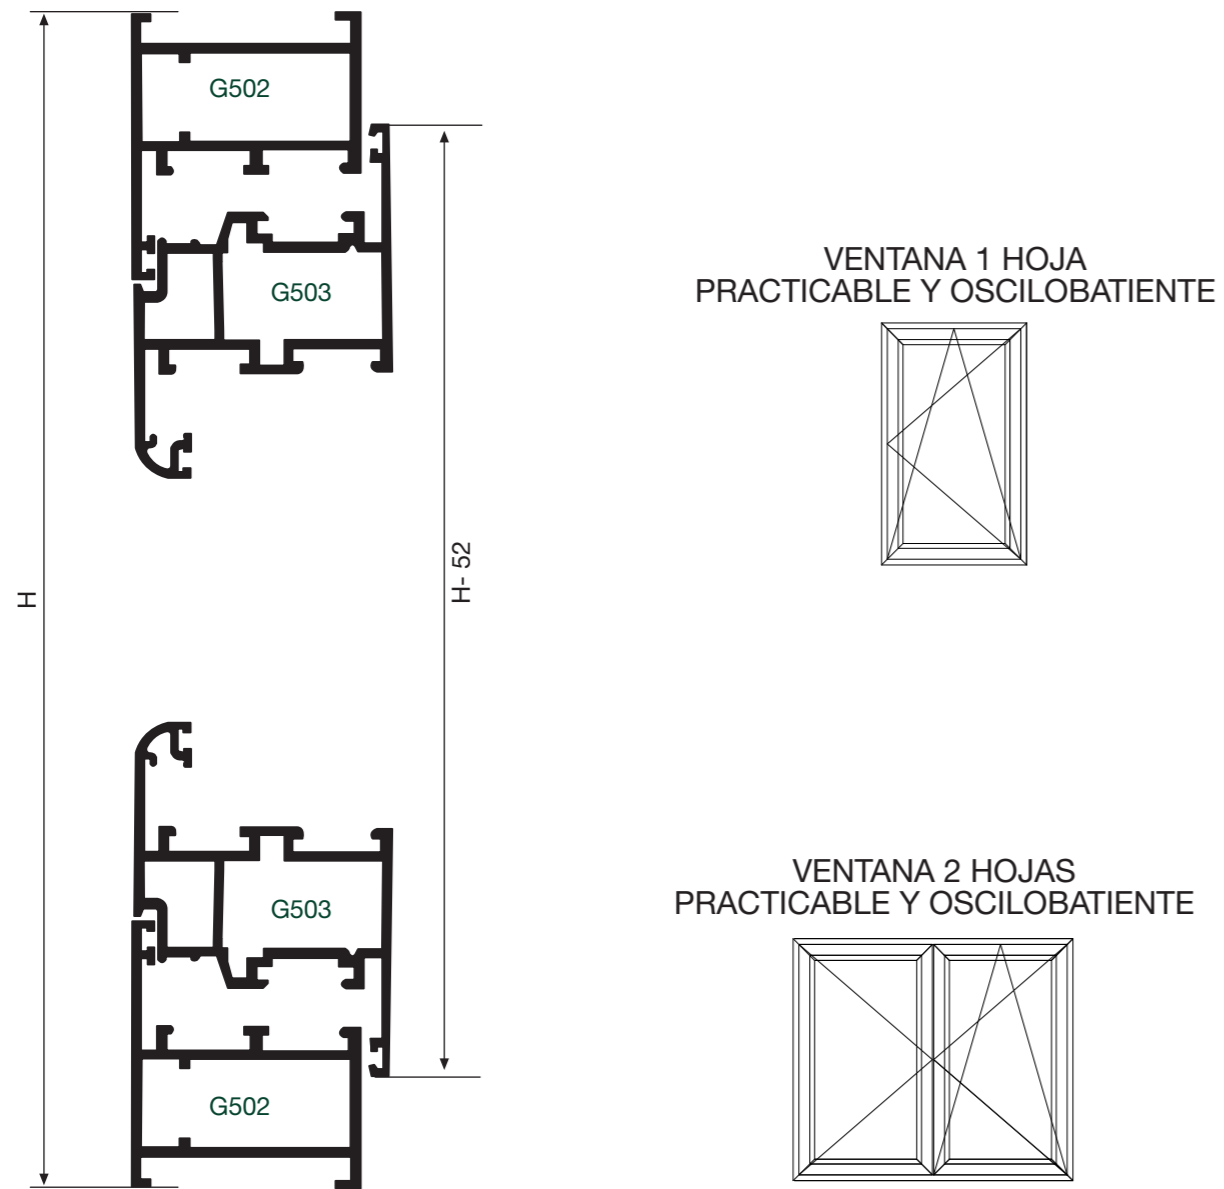 G502
G503
H
H- 52
G503
G502
VENTANA 1 HOJA
PRACTICABLE Y OSCILOBATIENTE
VENTANA 2 HOJAS
PRACTICABLE Y OSCILOBATIENTE